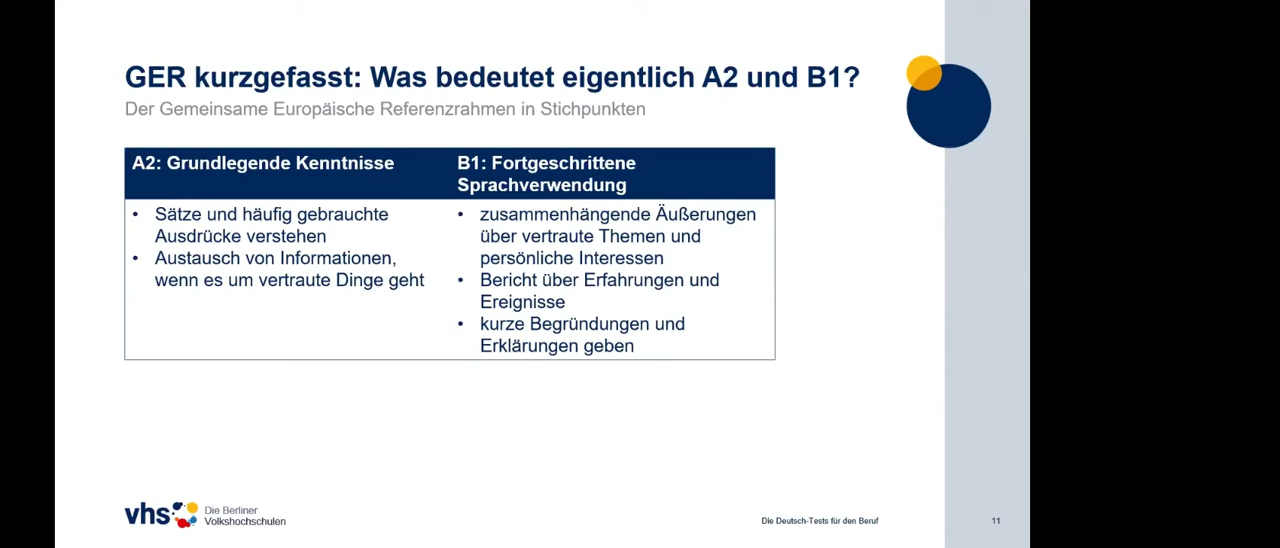 GER kurzgefasst: Was bedeutet eigentlich A2 und B1?
Der Gemeinsame Europäische Referenzrahmen in Stichpunkten
A2: Grundlegende Kenntnisse
• Sätze und häufig gebrauchte
Ausdrücke verstehen
• Austausch von Informationen,
wenn es um vertraute Dinge geht
B1: Fortgeschrittene
Sprachverwendung
• zusammenhängende Äußerungen
über vertraute Themen und
persönliche Interessen
• Bericht über Erfahrungen und
Ereignisse
• kurze Begründungen und
Erklärungen geben
vhs
Die Berliner
Volkshochschulen
Die Deutsch-Tests für den Beruf
11